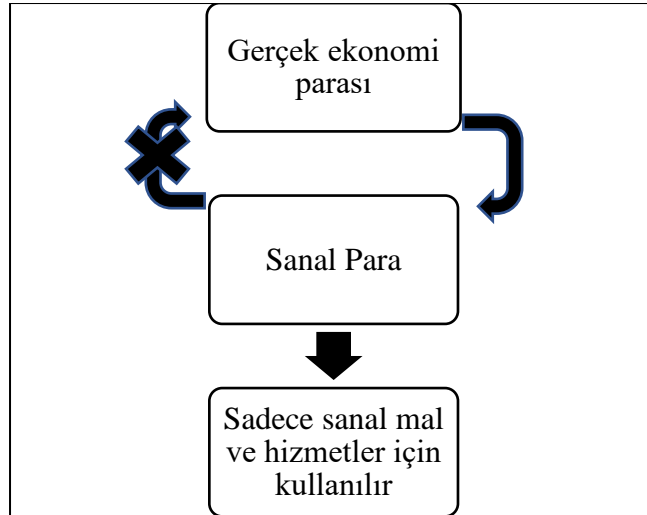 Gerçek ekonomi
parası
Sanal Para
Sadece sanal mal
ve hizmetler için
kullanılır